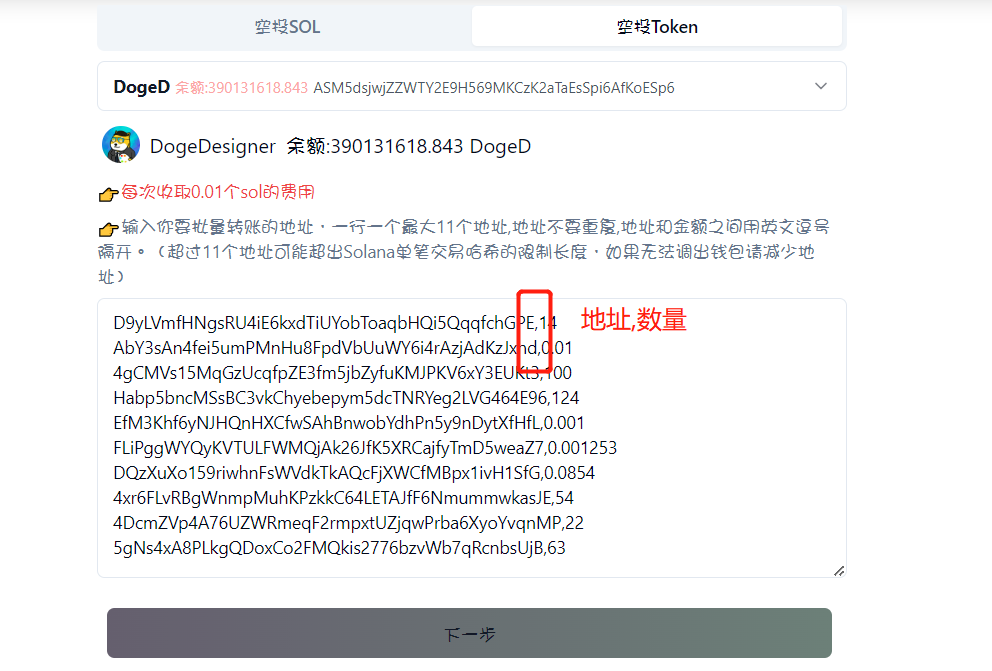 空投SOL 空投Token
DogeD 余额:390131618.843 ASM5dsjwjZZWTY2E9H569MKCzK2aTaEsSpi6AfKoESp6
DogeDesigner 余额:390131618.843 DogeD
👉每次收取0.01个sol的费用
👉输入你要批量转账的地址，一行一个最大11个地址,地址不要重复,地址和金额之间用英文逗号
隔开。（超过11个地址可能超出Solana单笔交易哈希的限制长度，如果无法调出钱包请减少地
址）
D9yLVmfHNgsRU4iE6kxdTiUYobToaqbHQi5QqqfchGPE,14 地址,数量
AbY3sAn4fei5umPMnHu8FpdVbUuWY6i4rAzjAdKzJxnd,0.01
4gCMVs15MqGzUcqfpZE3fm5jbZyfuKMJPKV6xY3EUKt3,100
Habp5bncMSsBC3vkChyebepym5dcTNRYeg2LVG464E96,124
EfM3Khf6yNJHQnHXCfwSAhBnwobYdhPn5y9nDytXfHfL,0.001
FLiPggWYQyKVTULFWMQjAk26JfK5XRCajfyTmD5weaZ7,0.001253
DQzXuXo159riwhnFsWVdkTkAQcFjXWCfMBpx1ivH1SfG,0.0854
4xr6FLvRBgWnmpMuhKPzkkC64LETAJfF6NmummwkasJE,54
4DcmZVp4A76UZWRmeqF2rmpxtUZjqwPrba6XyoYvqnMP,22
5gNs4xA8PLkgQDoxCo2FMQkis2776bzvWb7qRcnbsUjB,63
下一步